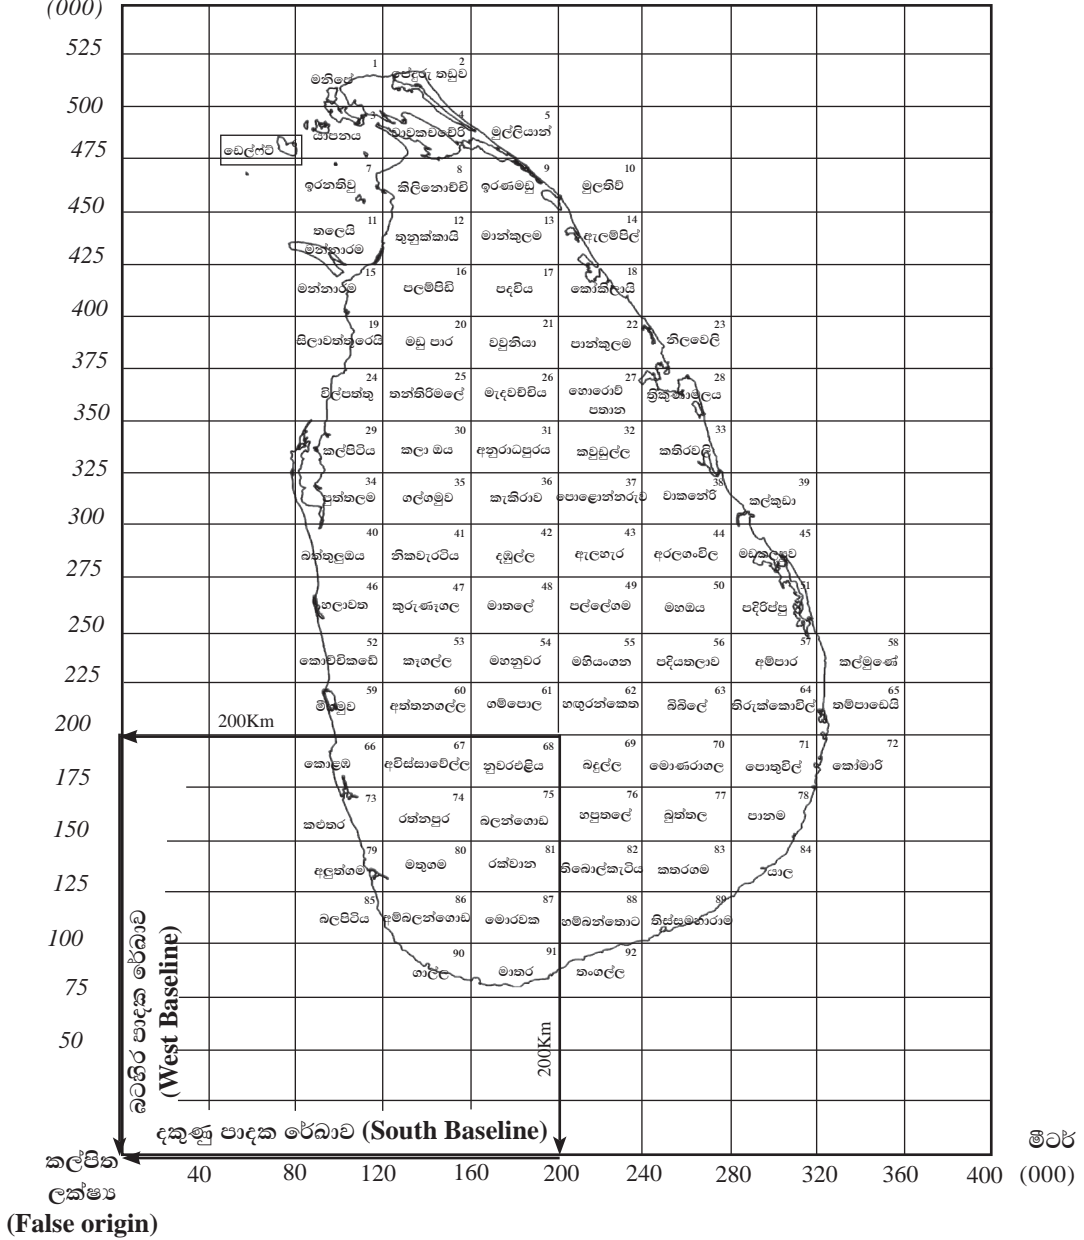 (000)
525
1 2
මනිපේ පේදුරු තඩුව
500
3 4 5
යාපනය චාවකච්චේරි මුල්ලියාන්
ඩෙල්ෆ්ට්
475
7 8 9 10
ඉරනතිවු කිලිනොච්චි ඉරණමඩු මුලතිව්
450
11 12 13 14
තලෙයි
මන්නාරම තුනුක්කායි මාන්කුලම ඇලම්පිල්
425
15 16 17 18
මන්නාරම පලම්පිඩි පදවිය කෝකිලායි
400
19 20 21 22 23
සිලාවත්තුරෙයි මඩු පාර වවුනියා පාන්කුලම නිලවෙලි
375
24 25 26 27 28
විල්පත්තු තන්තිරිමලේ මැදවච්චිය හොරොව් ත්‍රිකුණාමලය
පතාන
350
29 30 31 32 33
කල්පිටිය කලා ඔය අනුරාධපුරය කවුඩුල්ල කතිරවෙලි
325
34 35 36 37 38 39
පුත්තලම ගල්ගමුව කැකිරාව පොළොන්නරුව වාකනේරි කල්කුඩා
300
40 41 42 43 44 45
බත්තුලුඔය නිකවැරටිය දඹුල්ල ඇලහැර අරලගංවිල මඩකලපුව
275
46 47 48 49 50 51
හලාවත කුරුණෑගල මාතලේ පල්ලේගම මහඔය පදිරිප්පු
250
52 53 54 55 56 57 58
කොච්චිකඩේ කෑගල්ල මහනුවර මහියංගන පදියතලාව අම්පාර කල්මුණේ
225
59 60 61 62 63 64 65
මීගමුව අත්තනගල්ල ගම්පොල හඟුරන්කෙත බිබිලේ තිරුක්කොවිල් තම්පාඩෙයි
200
200Km
66 67 68 69 70 71 72
කොළඹ අවිස්සාවේල්ල නුවරඑළිය බදුල්ල මොණරාගල පොතුවිල් කෝමාරි
175
73 74 75 76 77 78
කළුතර රත්නපුර බලන්ගොඩ හපුතලේ බුත්තල පානම
150
79 80 81 82 83 84
අලුත්ගම මතුගම රක්වාන තිබොල්කැටිය කතරගම යාල
125
85 86 87 88 89
බලපිටිය අම්බලන්ගොඩ මොරවක හම්බන්තොට තිස්සමහාරාම
100
90 91 92
ගාල්ල මාතර තංගල්ල
75
50
බටහිර පාදක රේඛාව
(West Baseline)
200Km
දකුණු පාදක රේඛාව (South Baseline)
මීටර්
(000)
40 80 120 160 200 240 280 320 360 400
කල්පිත
ලක්ෂ්‍ය
(False origin)